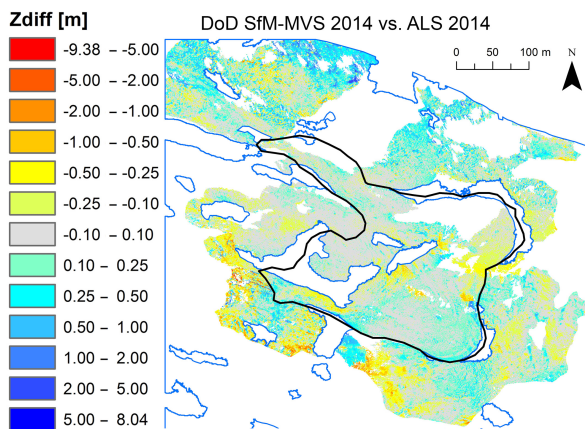 Zdiff [m]
DoD SfM-MVS 2014 vs. ALS 2014
-9.38 – -5.00
-5.00 – -2.00
-2.00 – -1.00
-1.00 – -0.50
-0.50 – -0.25
-0.25 – -0.10
-0.10 – 0.10
0.10 – 0.25
0.25 – 0.50
0.50 – 1.00
1.00 – 2.00
2.00 – 5.00
5.00 – 8.04
0 50 100 m
N